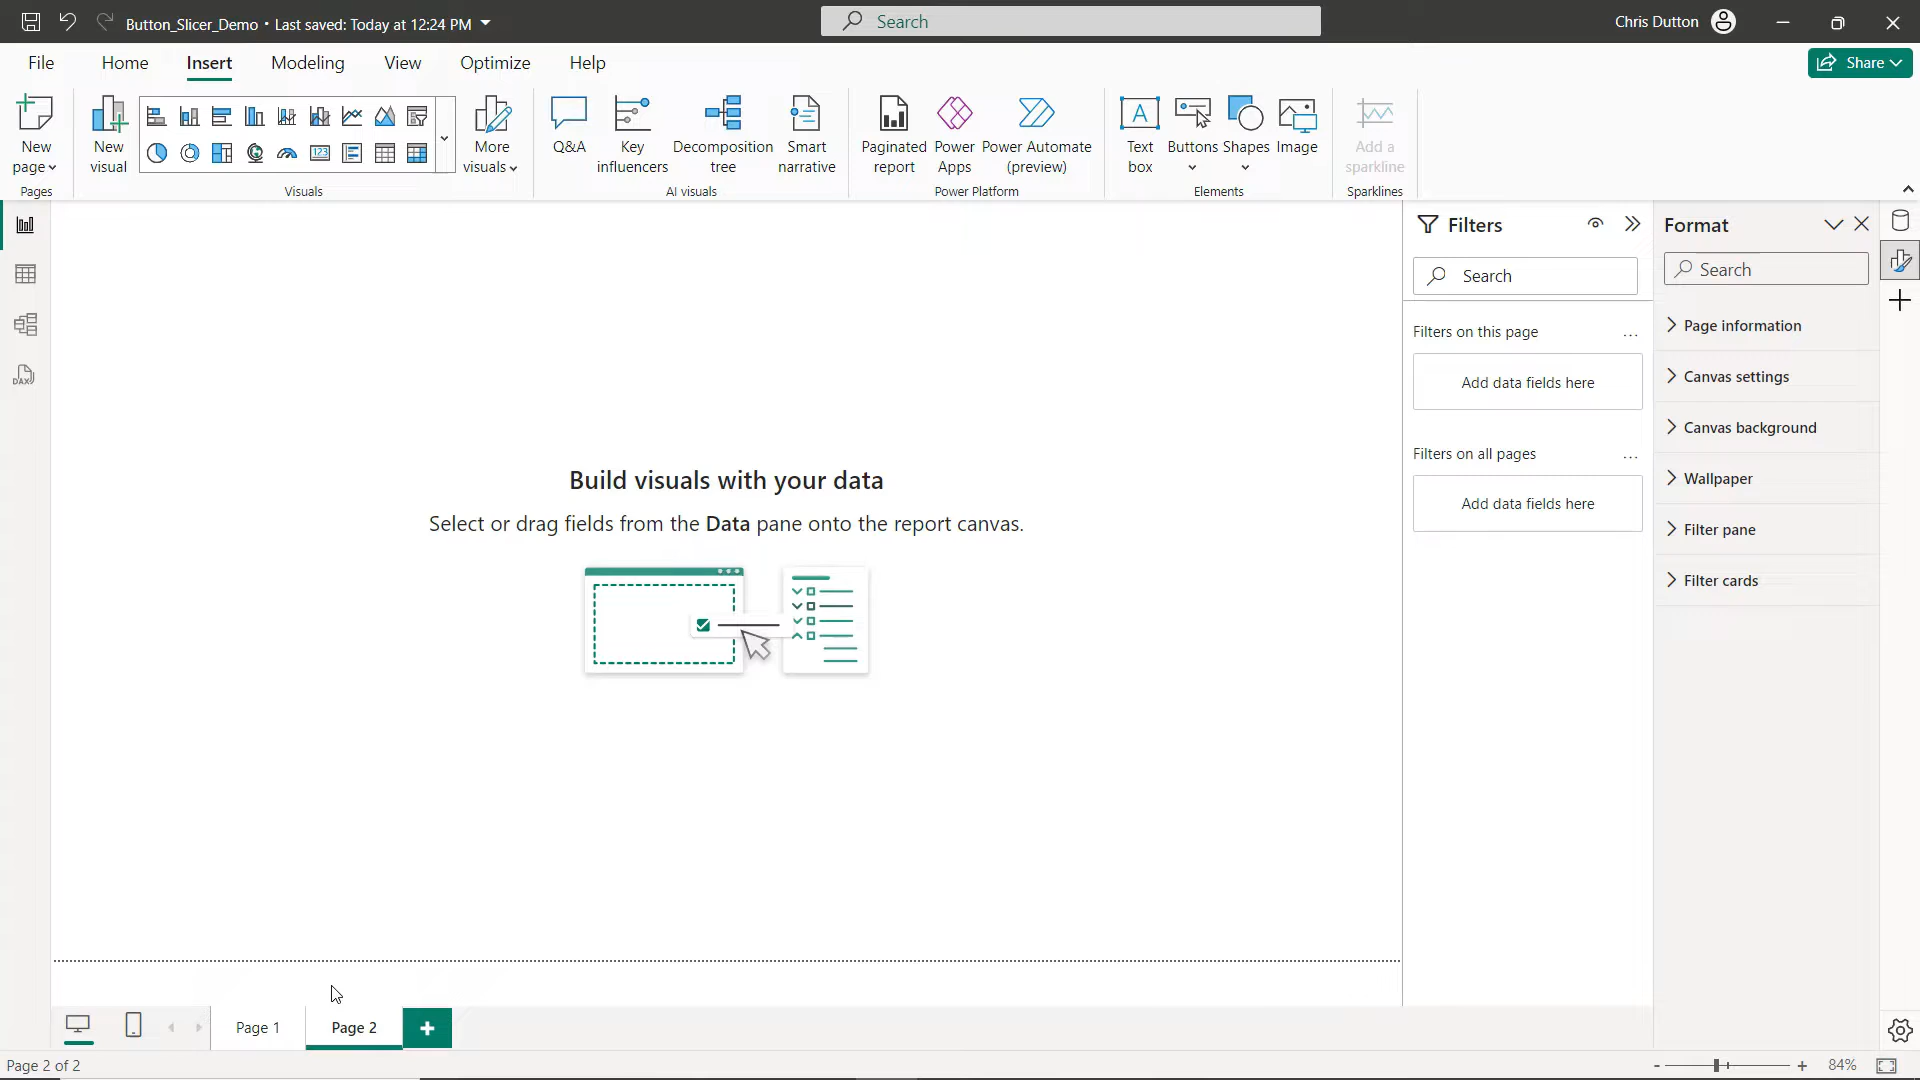 Button_Slicer_Demo • Last saved: Today at 12:24 PM
Search
Chris Dutton
File Home Insert Modeling View Optimize Help
Share
New page
New visual
More visuals
Q&A
Key influencers
Decomposition tree
Smart narrative
Paginated report
Power Apps
Power Automate (preview)
Text box
Buttons
Shapes
Image
Add a sparkline
Pages
Visuals
AI visuals
Power Platform
Elements
Sparklines
123
A
DAX
Build visuals with your data
Select or drag fields from the Data pane onto the report canvas.
Filters
Search
Filters on this page
...
Add data fields here
Filters on all pages
...
Add data fields here
Format
Search
Page information
Canvas settings
Canvas background
Wallpaper
Filter pane
Filter cards
Page 1
Page 2
+
Page 2 of 2
- + 84%